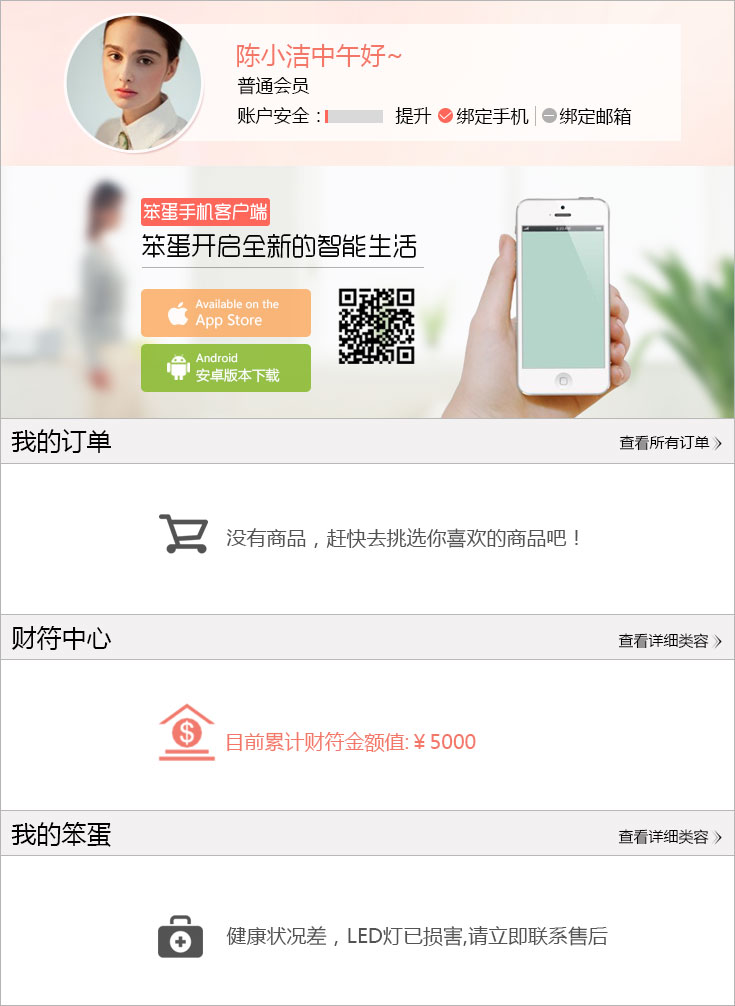 陈小洁中午好~
普通会员
账户安全：
提升
绑定手机
绑定邮箱
笨蛋手机客户端
笨蛋开启全新的智能生活
Available on the
App Store
Android
安卓版本下载
我的订单
查看所有订单
没有商品，赶快去挑选你喜欢的商品吧！
财符中心
查看详细类容
目前累计财符金额值:￥5000
我的笨蛋
查看详细类容
健康状况差，LED灯已损害,请立即联系售后